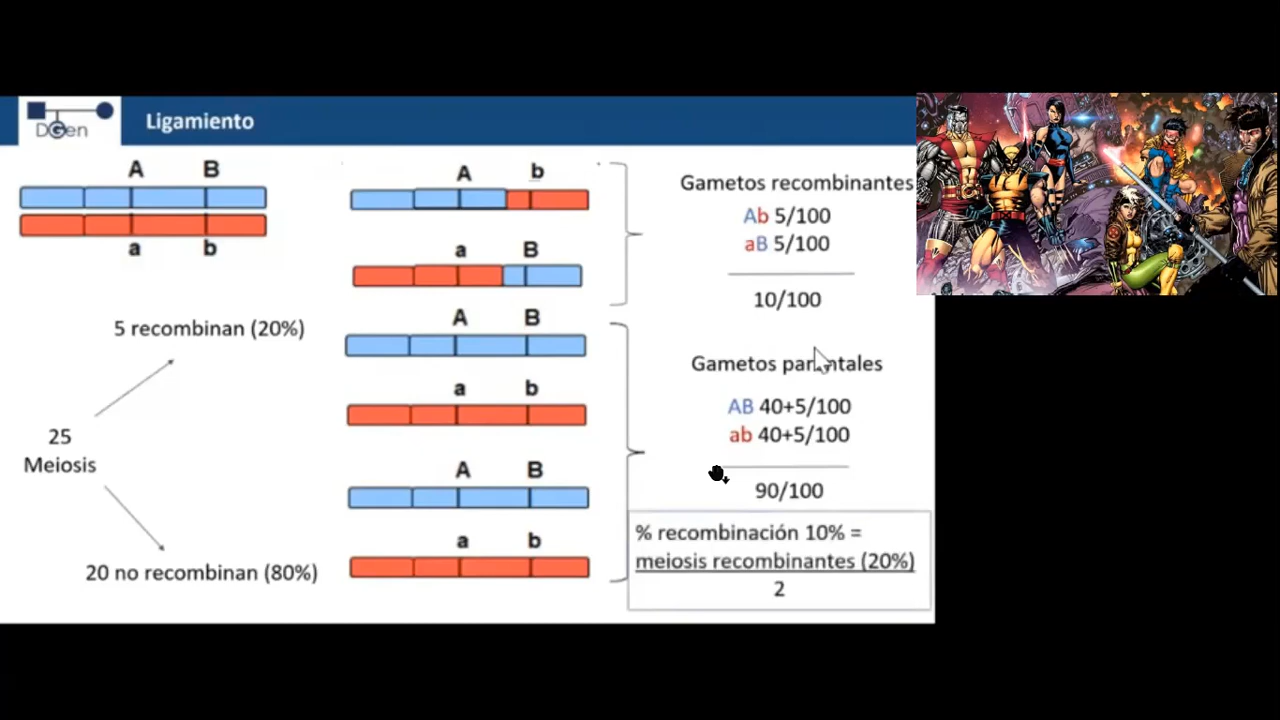 DGen
Ligamiento
A B
a b
5 recombinan (20%)
25
Meiosis
20 no recombinan (80%)
A b
a B
A B
a b
A B
a b
Gametos recombinantes
Ab 5/100
aB 5/100
10/100
Gametos parentales
AB 40+5/100
ab 40+5/100
90/100
% recombinación 10% =
meiosis recombinantes (20%)
2